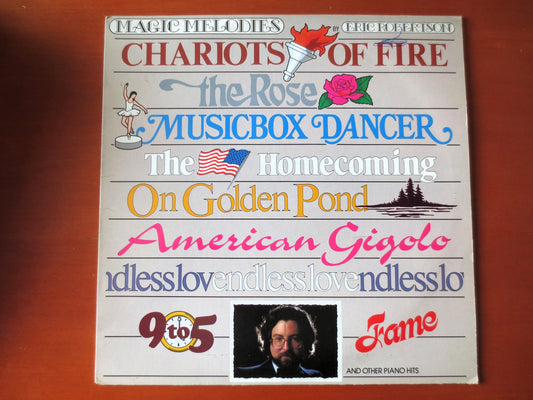 MAGIC MELODIES BY ERIC ROBERTSON
CHARIOTS OF FIRE
the Rose
MUSICBOX DANCER
The Homecoming
On Golden Pond
American Gigolo
ndlesslovendlesslovendlesslo
9 to 5
Fame
AND OTHER PIANO HITS